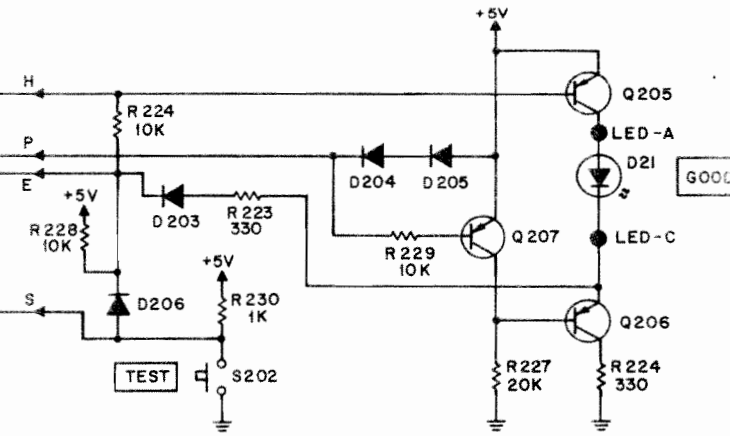 +5V
H
R224
10K
Q205
LED-A
P
E
D204
D205
D21
GOOD
+5V
D203
R223
330
R228
10K
R229
10K
Q207
LED-C
+5V
S
D206
R230
1K
Q206
TEST
S202
R227
20K
R224
330